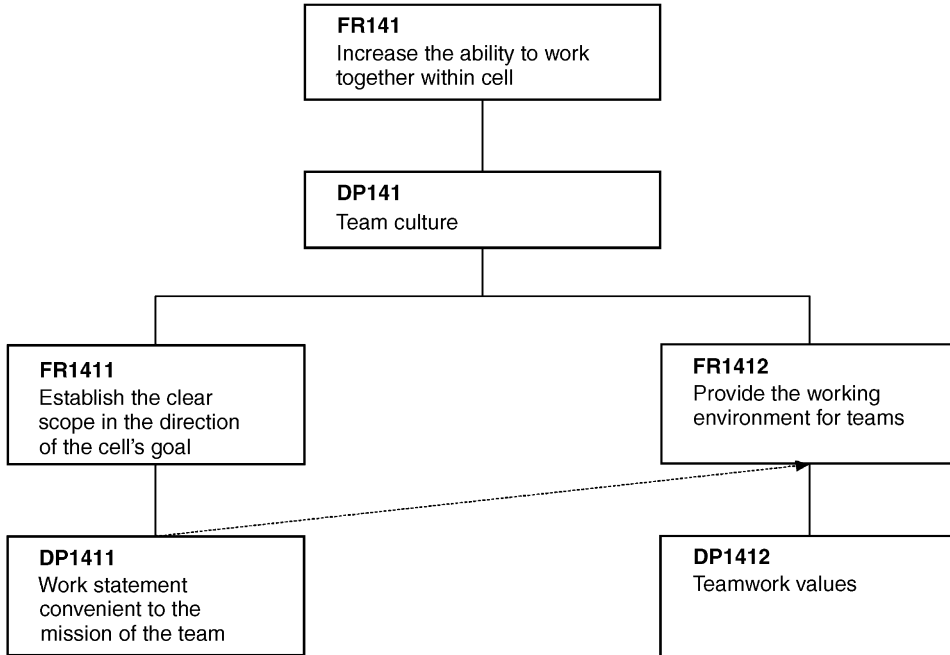 FR141
Increase the ability to work
together within cell
DP141
Team culture
FR1411
Establish the clear
scope in the direction
of the cell’s goal
FR1412
Provide the working
environment for teams
DP1411
Work statement
convenient to the
mission of the team
DP1412
Teamwork values